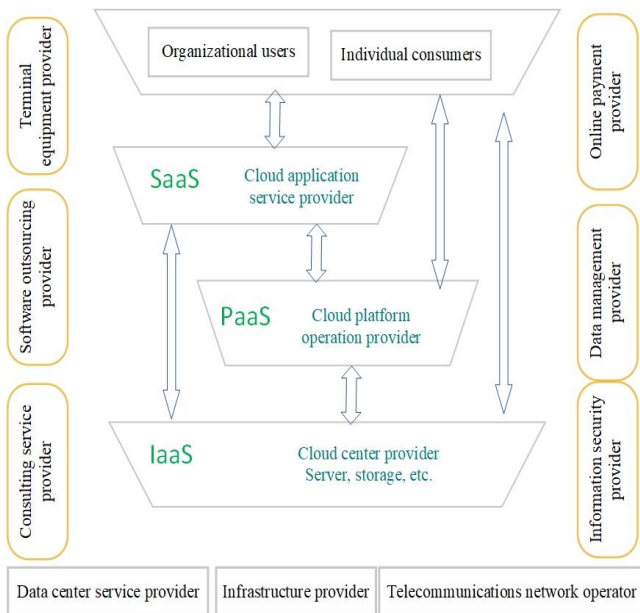 Organizational users
Individual consumers
Terminal
equipment provider
Online payment
provider
SaaS
Cloud application
service provider
Software outsourcing
provider
Data management
provider
PaaS
Cloud platform
operation provider
Consulting service
provider
Information security
provider
IaaS
Cloud center provider
Server, storage, etc.
Data center service provider
Infrastructure provider
Telecommunications network operator